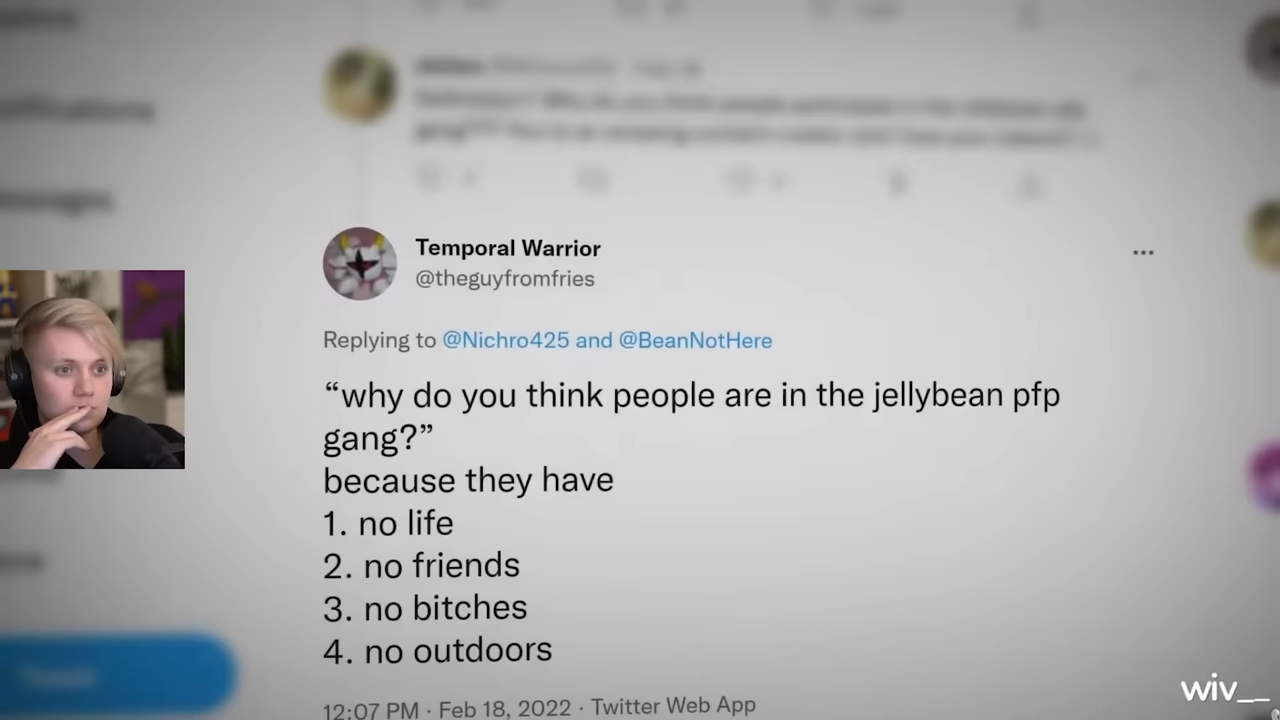 Temporal Warrior
@theguyfromfries
Replying to @Nichro425 and @BeanNotHere
“why do you think people are in the jellybean pfp
gang?”
because they have
1. no life
2. no friends
3. no bitches
4. no outdoors
12:07 PM · Feb 18, 2022 · Twitter Web App
wiv__